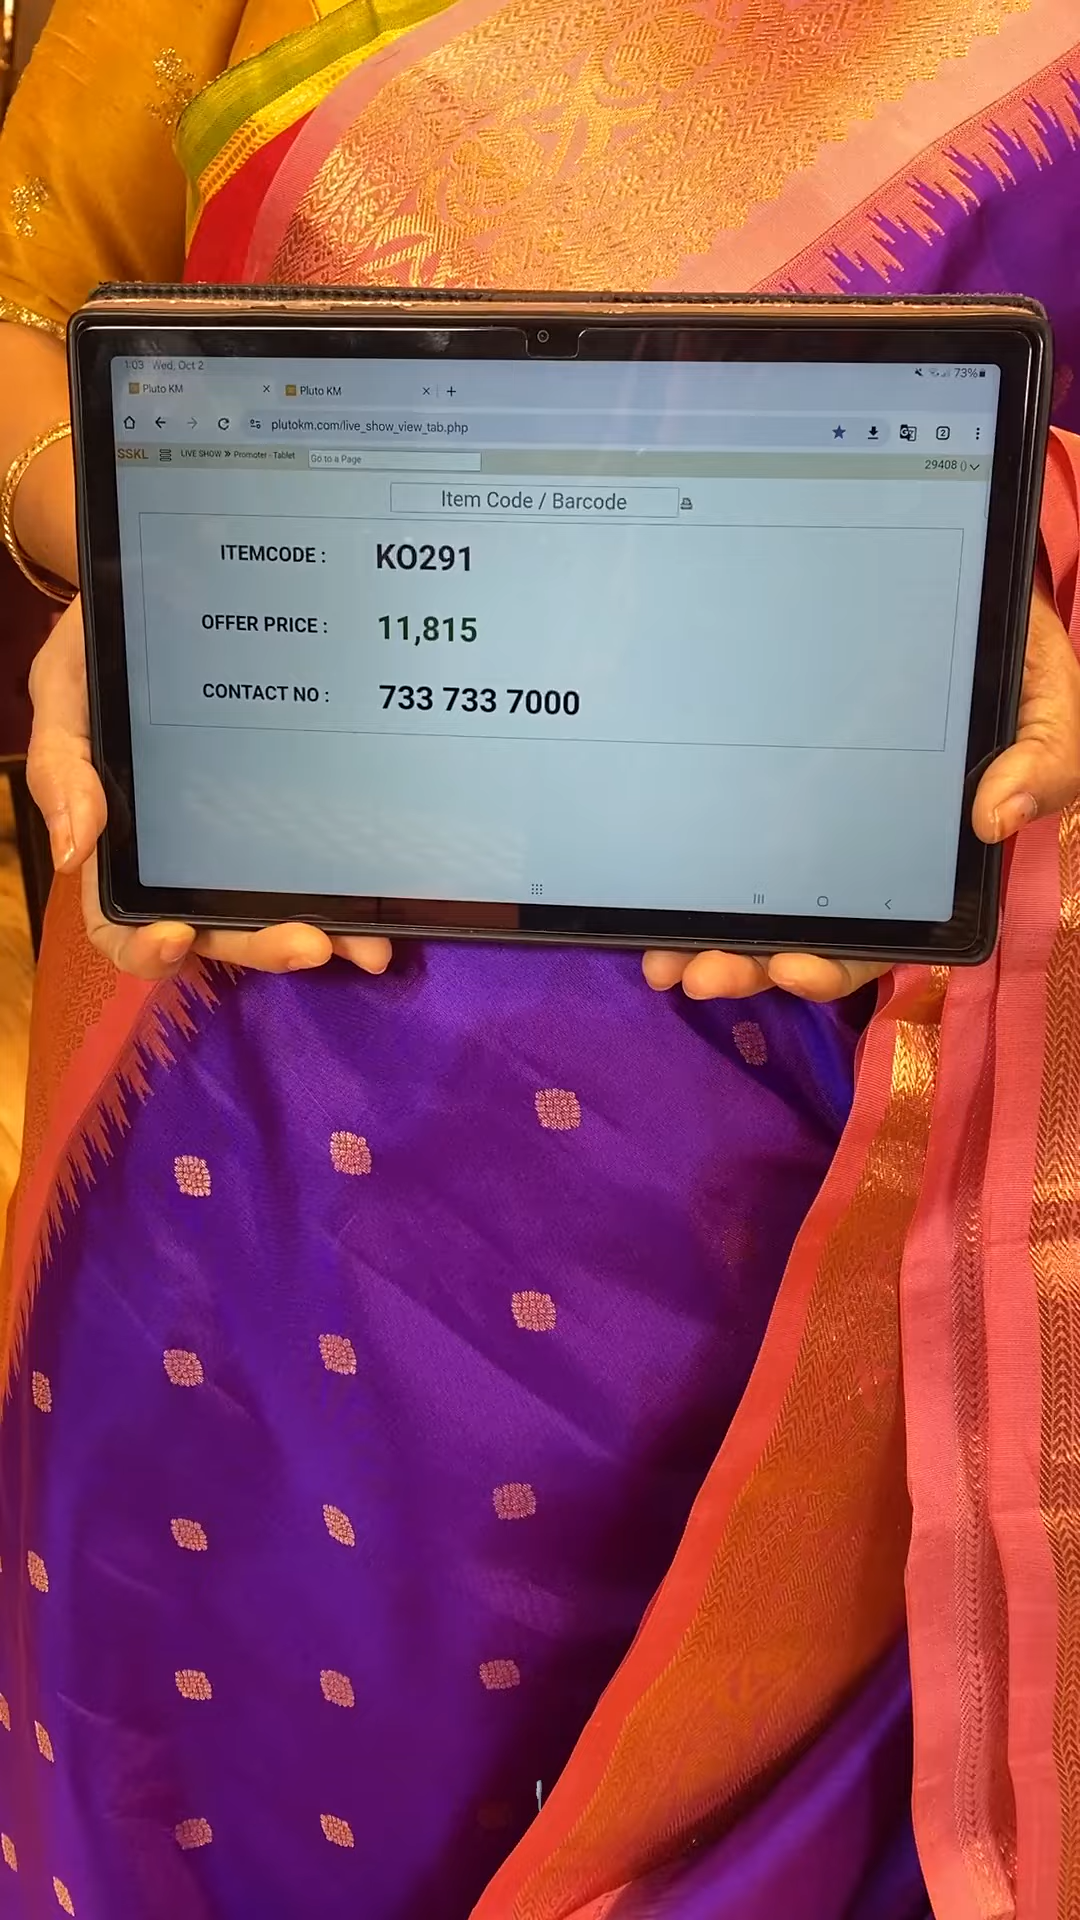 1:03 Wed, Oct 2
73%
Pluto KM
Pluto KM
plutokm.com/live_show_view_tab.php
2
SSKL LIVE SHOW » Promoter - Tablet Go to a Page
29408 ()
Item Code / Barcode
ITEMCODE : KO291
OFFER PRICE : 11,815
CONTACT NO : 733 733 7000